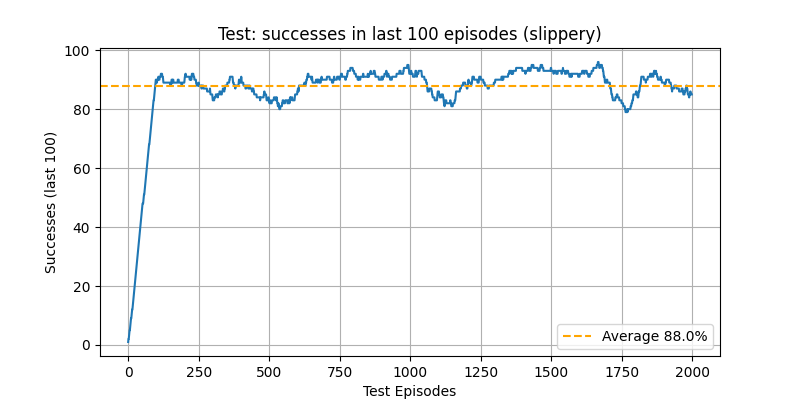 Test: successes in last 100 episodes (slippery)
100
80
60
40
20
0
Successes (last 100)
Average 88.0%
0 250 500 750 1000 1250 1500 1750 2000
Test Episodes